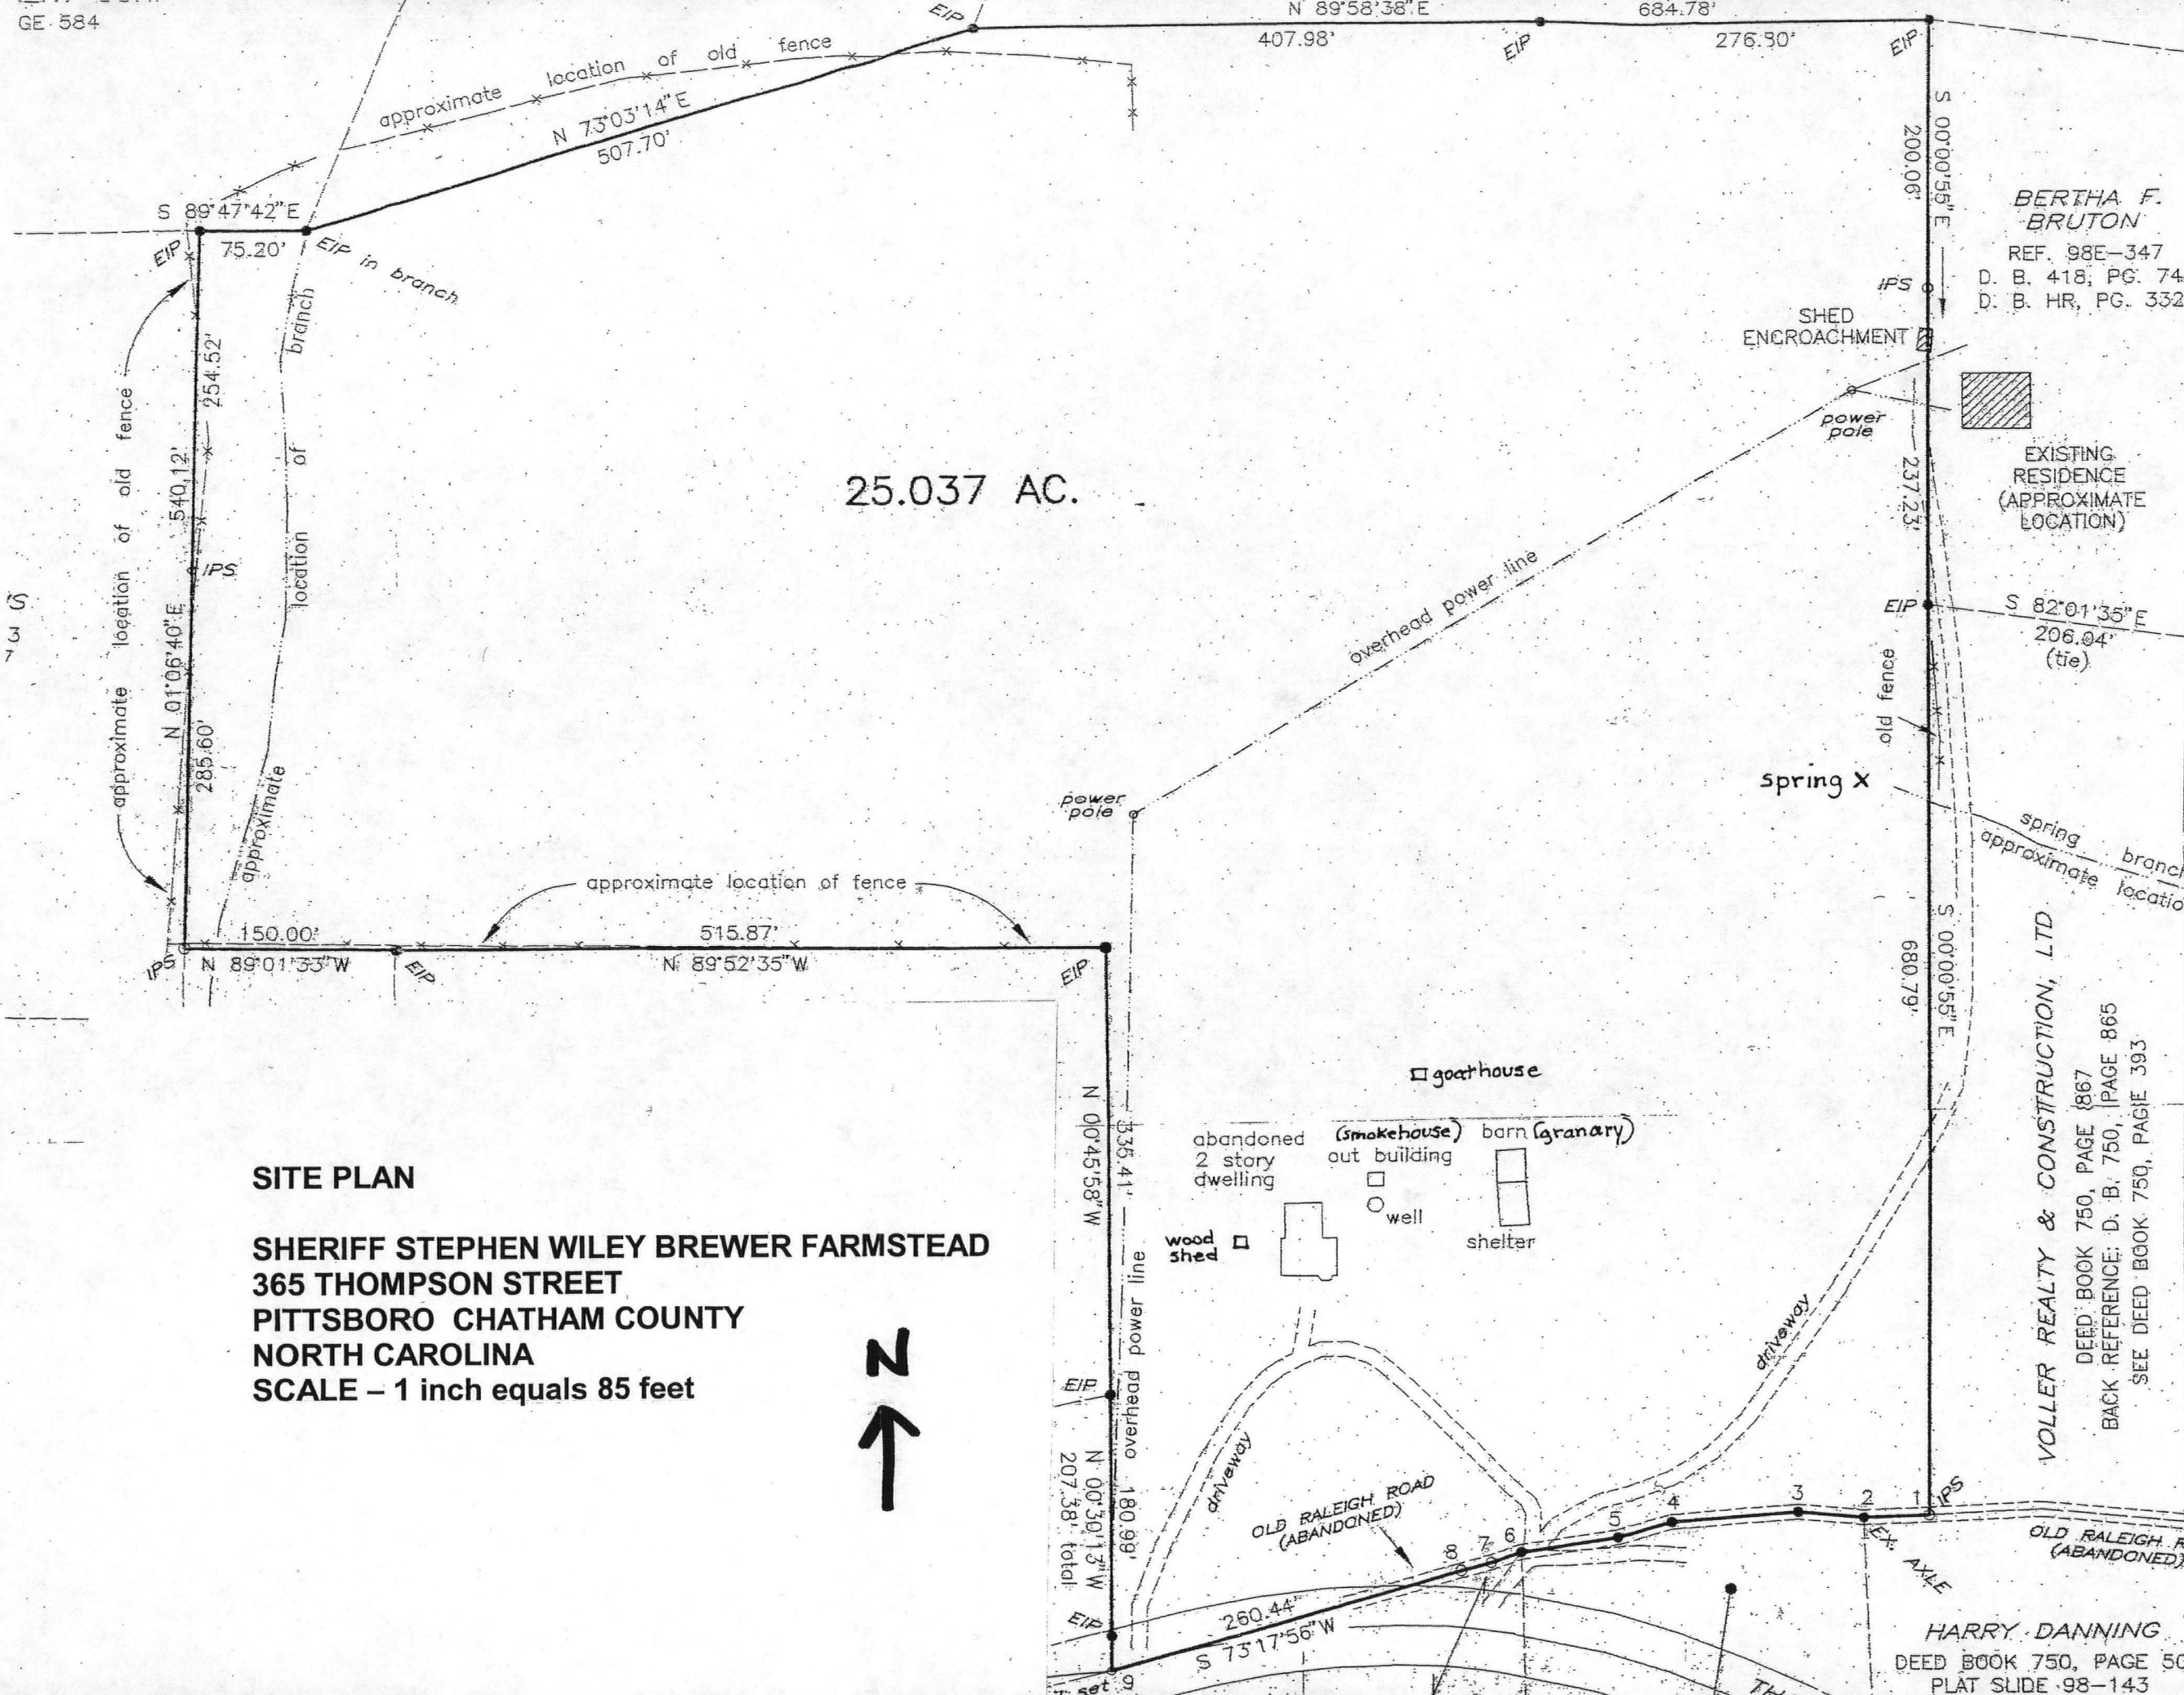 GE 584
EIP
N 89°58'38"E
684.78'
407.98'
EIP
276.30'
EIP
approximate location of old fence
N 73°03'14"E
507.70'
S 00°00'55"E
200.06'
BERTHA F.
BRUTON
REF. 98E-347
D. B. 418, PG. 74
D. B. HR, PG. 332
S 89°47'42"E
75.20'
EIP
EIP in branch
IPS
SHED
ENCROACHMENT
power
pole
EXISTING
RESIDENCE
(APPROXIMATE
LOCATION)
approximate location of old fence
254.52'
540.12'
N 01°06'40"E
285.60'
IPS
approximate location of branch
25.037 AC.
overhead power line
237.23'
EIP
S 82°01'35"E
206.04'
(tie)
old fence
spring X
spring branch
approximate locatio
S
3
7
power
pole
approximate location of fence
150.00'
515.87'
IPS
N 89°01'33"W
EIP
N 89°52'35"W
EIP
S 00°00'55"E
680.79'
VOLLER REALTY & CONSTRUCTION, LTD
DEED BOOK 750, PAGE 867
BACK REFERENCE: D. B. 750, PAGE 865
SEE DEED BOOK 750, PAGE 393
N 00°45'58"W
335.41'
goathouse
abandoned
2 story
dwelling
(smokehouse)
out building
barn (granary)
well
shelter
wood
shed
SITE PLAN
SHERIFF STEPHEN WILEY BREWER FARMSTEAD
365 THOMPSON STREET
PITTSBORO CHATHAM COUNTY
NORTH CAROLINA
SCALE – 1 inch equals 85 feet
N
overhead power line
EIP
N 00°30'13"W
207.38' total
180.99'
EIP
driveway
driveway
OLD RALEIGH ROAD
(ABANDONED)
8
7
6
5
4
3
2
1
IPS
EX. AXLE
OLD RALEIGH R
(ABANDONED)
260.44'
S 73°17'56"W
set
9
HARRY DANNING
DEED BOOK 750, PAGE 50
PLAT SLIDE 98-143